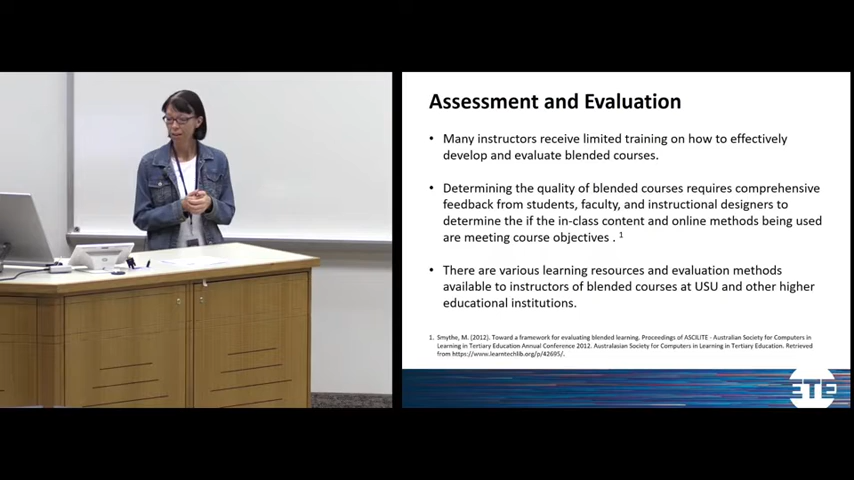 Assessment and Evaluation
• Many instructors receive limited training on how to effectively
develop and evaluate blended courses.
• Determining the quality of blended courses requires comprehensive
feedback from students, faculty, and instructional designers to
determine the if the in-class content and online methods being used
are meeting course objectives . 1
• There are various learning resources and evaluation methods
available to instructors of blended courses at USU and other higher
educational institutions.
1. Smythe, M. (2012). Toward a framework for evaluating blended learning. Proceedings of ASCILITE - Australian Society for Computers in
Learning in Tertiary Education Annual Conference 2012. Australasian Society for Computers in Learning in Tertiary Education. Retrieved
from https://www.learntechlib.org/p/42695/.
ETE